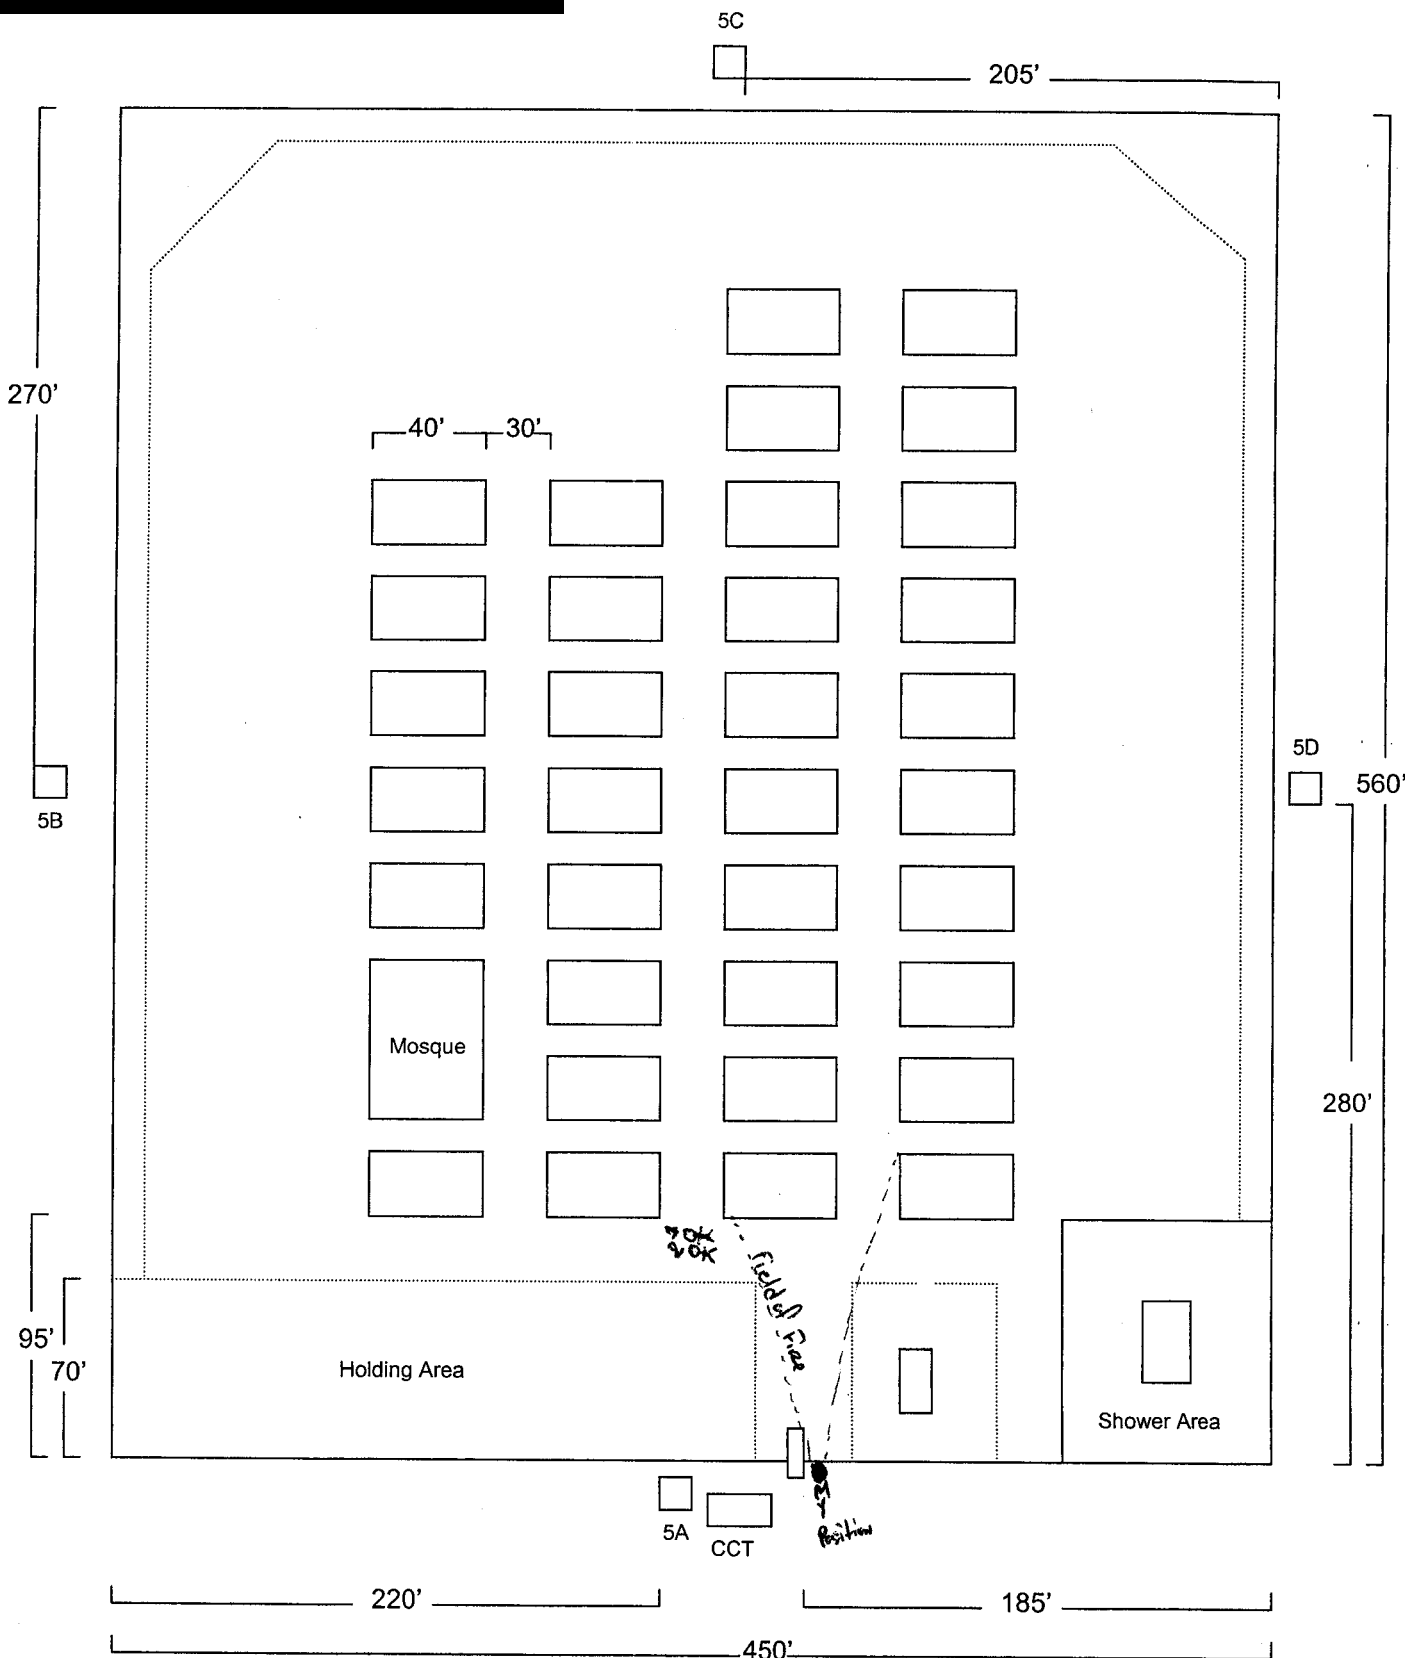 5C
205'
270'
40' 30'
5D
560'
5B
Mosque
280'
Field of Fire
95'
70'
Holding Area
Shower Area
5A
CCT
My
Position
220'
185'
450'